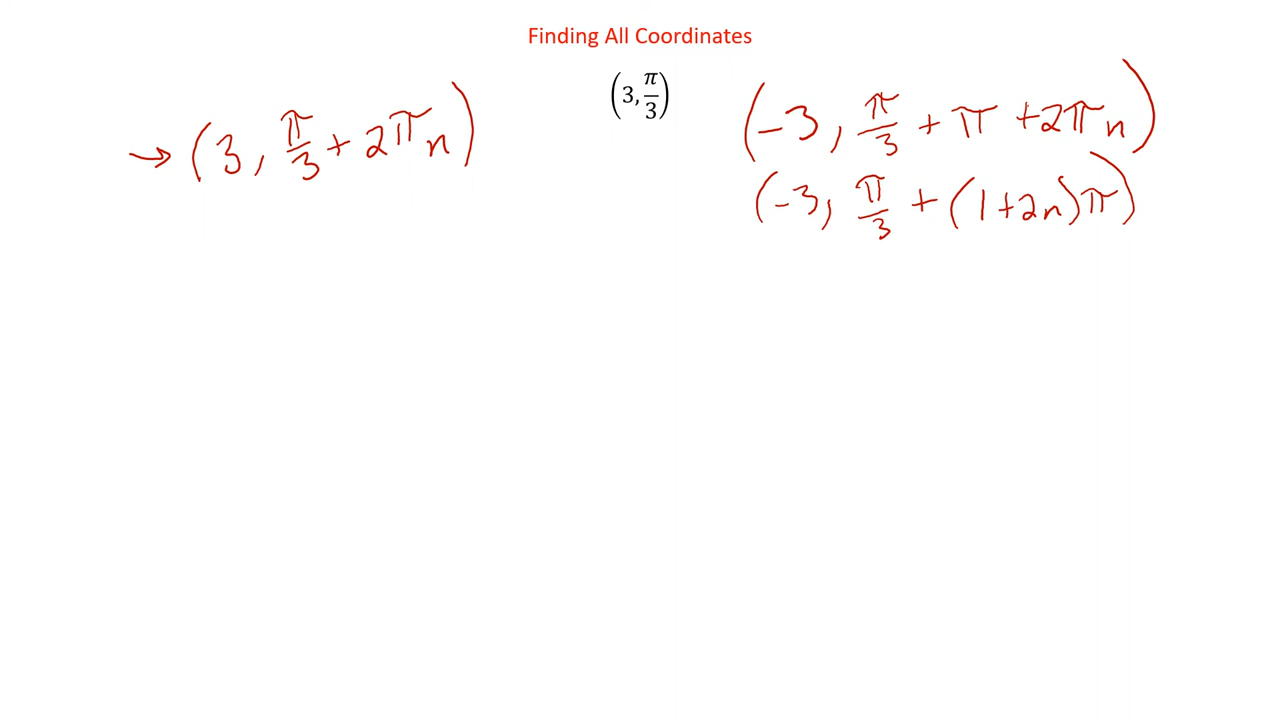 Finding All Coordinates
(3, π/3)
→ (3, π/3 + 2πn)
(-3, π/3 + π + 2πn)
(-3, π/3 + (1+2n)π)